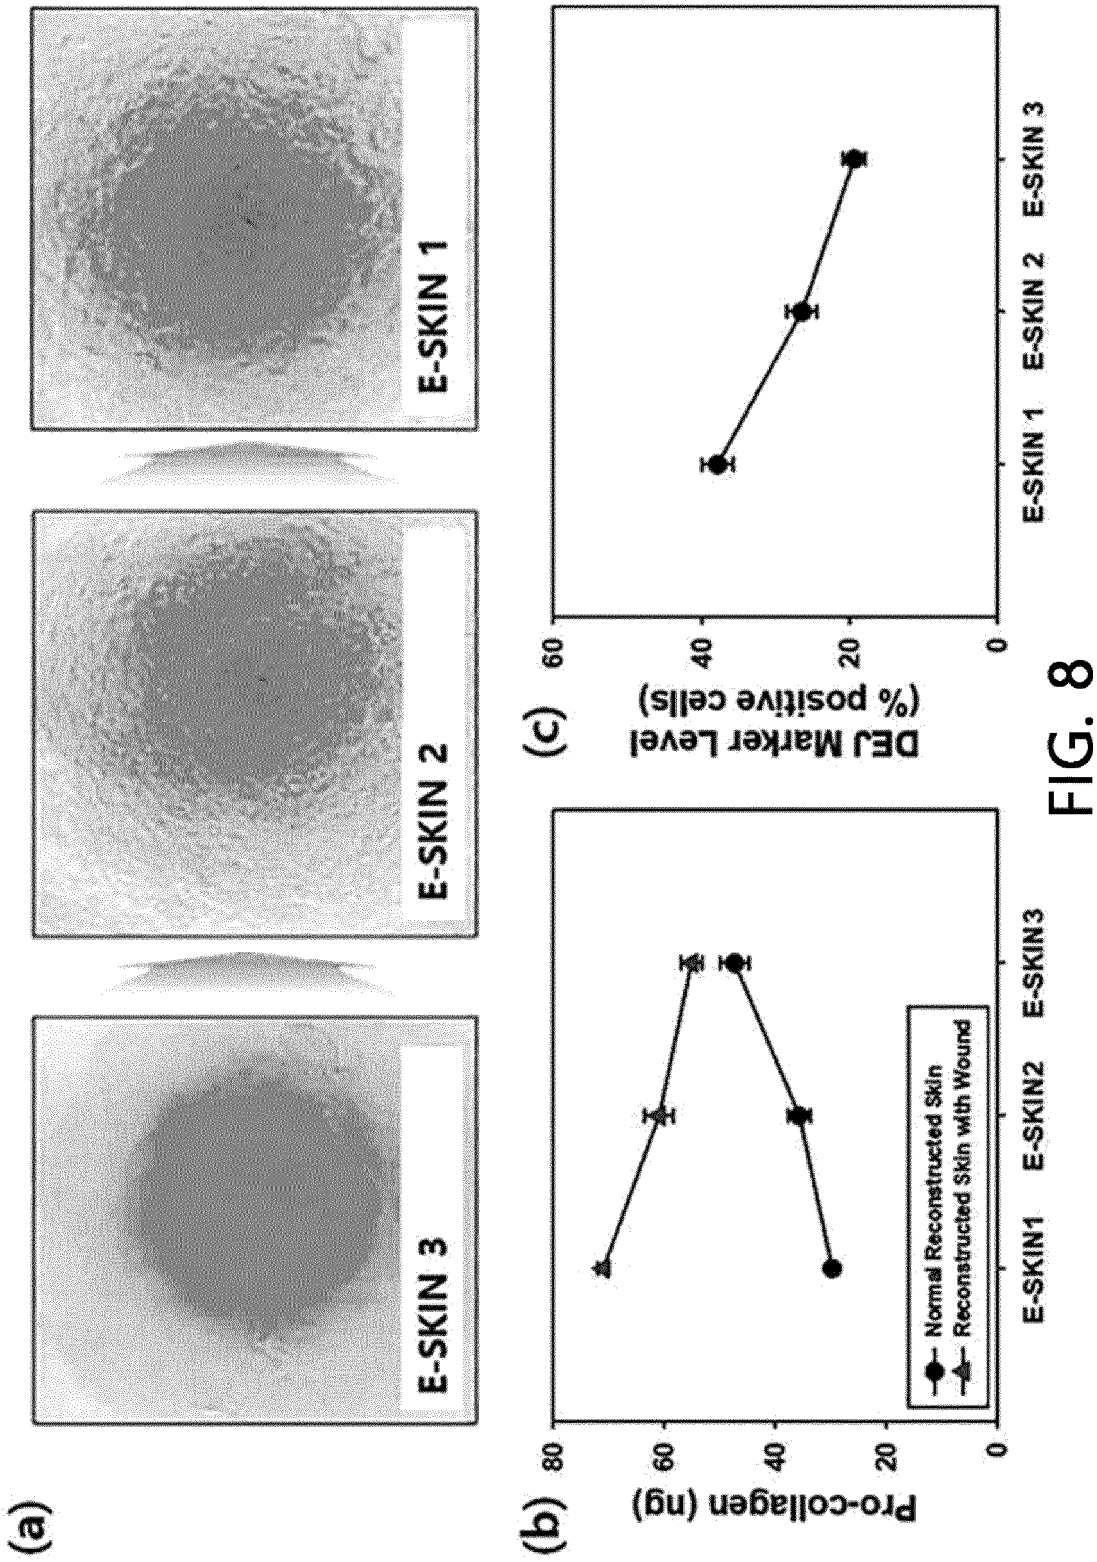 (a)
E-SKIN 3
E-SKIN 2
E-SKIN 1
(b)
Pro-collagen (ng)
80
60
40
20
0
Normal Reconstructed Skin
Reconstructed Skin with Wound
E-SKIN1
E-SKIN2
E-SKIN3
(c)
DEJ Marker Level
(% positive cells)
60
40
20
0
E-SKIN 1
E-SKIN 2
E-SKIN 3
FIG. 8